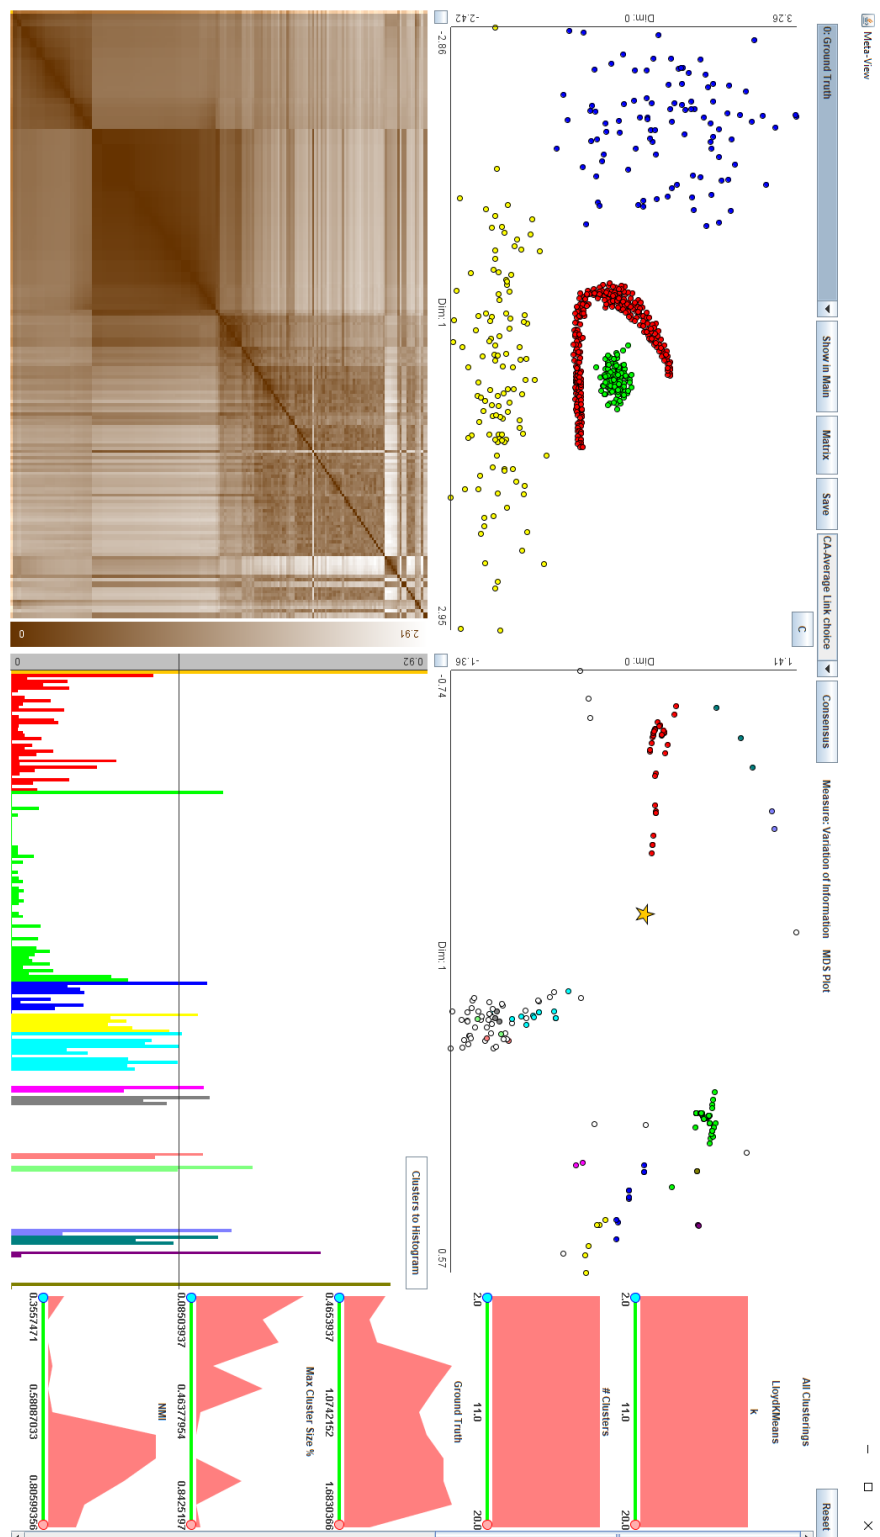 Meta-View
0: Ground Truth
Show in Main
Matrix
Save
CA-Average Link choice
Consensus
Measure: Variation of Information
MDS Plot
Reset
C
-2.42
Dim: 0
3.26
-2.86
Dim: 1
2.95
-1.36
Dim: 0
1.41
-0.74
Dim: 1
0.57
0
2.91
0
0.92
Clusters to Histogram
All Clusterings
LloydKMeans
k
2.0
11.0
20.0
# Clusters
2.0
11.0
20.0
Ground Truth
0.4653937
1.0742152
1.6830366
Max Cluster Size %
0.08503937
0.46377954
0.8425197
NMI
0.3557471
0.58087033
0.80599356